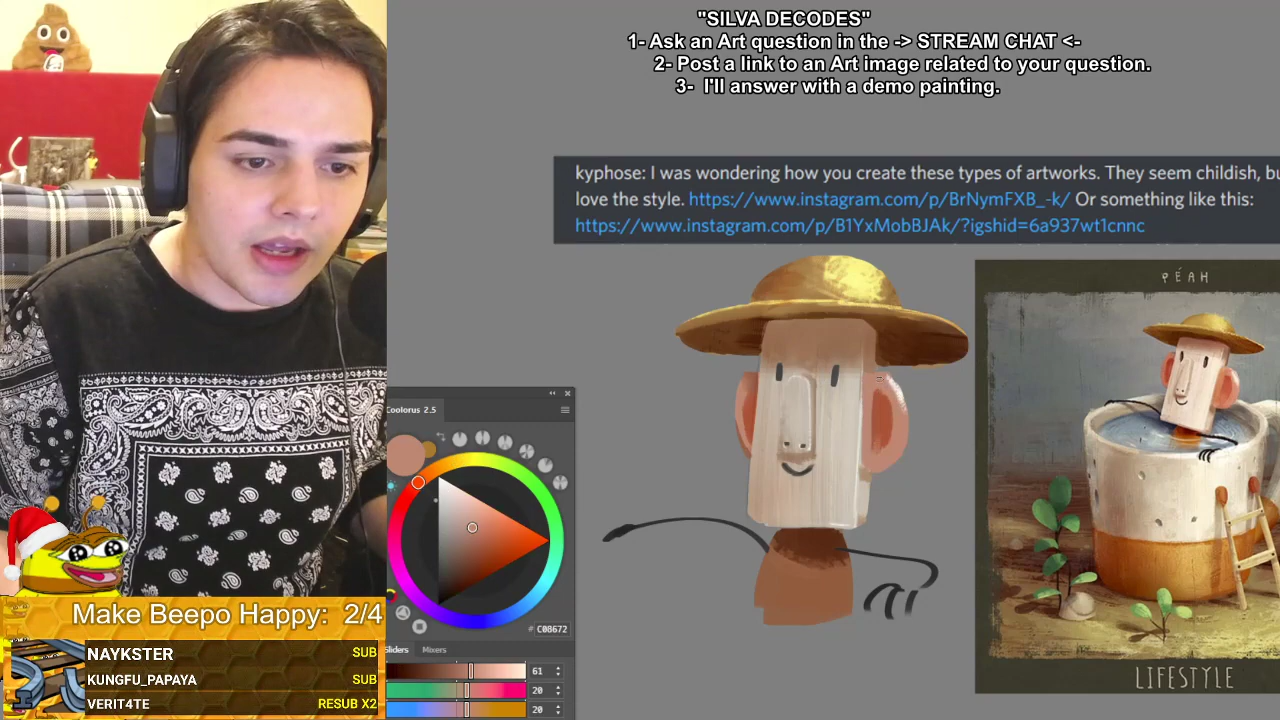 "SILVA DECODES"
1- Ask an Art question in the -> STREAM CHAT <-
2- Post a link to an Art image related to your question.
3- I'll answer with a demo painting.
kyphose: I was wondering how you create these types of artworks. They seem childish, bu
love the style. https://www.instagram.com/p/BrNymFXB_-k/ Or something like this:
https://www.instagram.com/p/B1YxMobBJAk/?igshid=6a937wt1cnnc
PÉAH
Coolorus 2.5
# C08672
Sliders Mixers
61
20
20
LIFESTYLE
Make Beepo Happy: 2/4
NAYKSTER SUB
KUNGFU_PAPAYA SUB
VERIT4TE RESUB X2